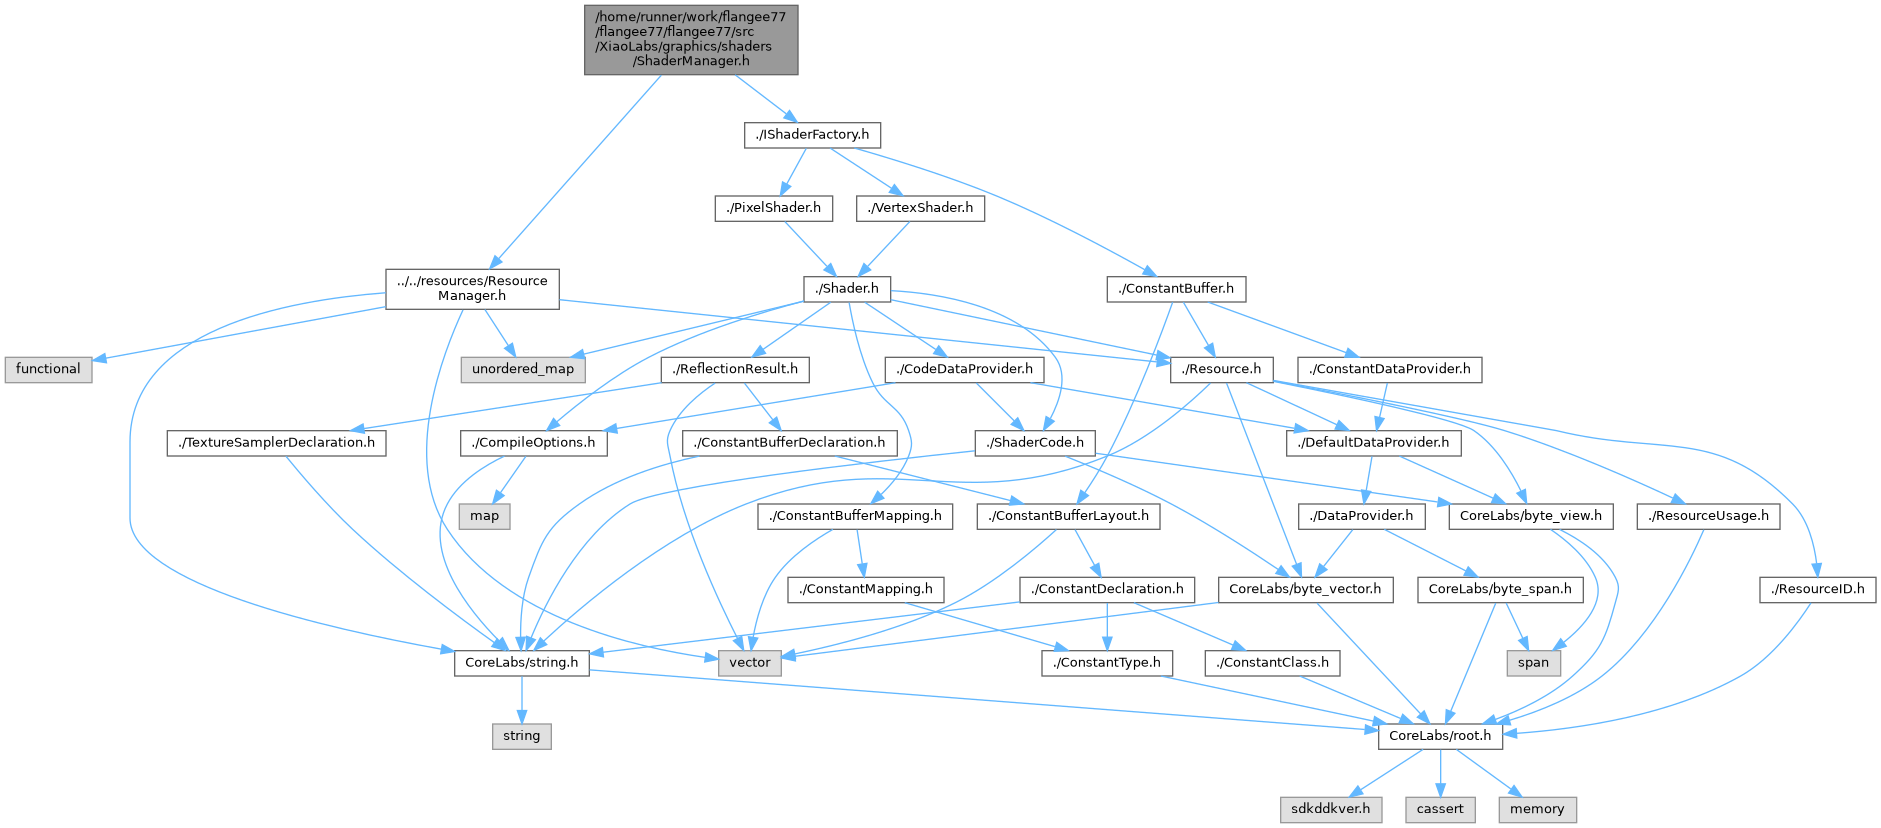 /home/runner/work/flangee77
/flangee77/flangee77/src
/XiaoLabs/graphics/shaders
/ShaderManager.h
./IShaderFactory.h
./PixelShader.h
./VertexShader.h
../../resources/Resource
Manager.h
./Shader.h
./ConstantBuffer.h
functional
unordered_map
./ReflectionResult.h
./CodeDataProvider.h
./Resource.h
./ConstantDataProvider.h
./TextureSamplerDeclaration.h
./CompileOptions.h
./ConstantBufferDeclaration.h
./ShaderCode.h
./DefaultDataProvider.h
map
./ConstantBufferMapping.h
./ConstantBufferLayout.h
./DataProvider.h
CoreLabs/byte_view.h
./ResourceUsage.h
./ConstantMapping.h
./ConstantDeclaration.h
CoreLabs/byte_vector.h
CoreLabs/byte_span.h
./ResourceID.h
CoreLabs/string.h
vector
./ConstantType.h
./ConstantClass.h
span
string
CoreLabs/root.h
sdkddkver.h
cassert
memory